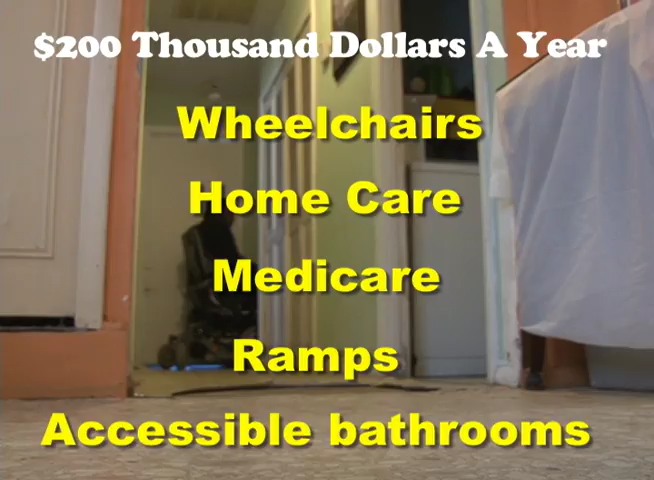 $200 Thousand Dollars A Year
Wheelchairs
Home Care
Medicare
Ramps
Accessible bathrooms